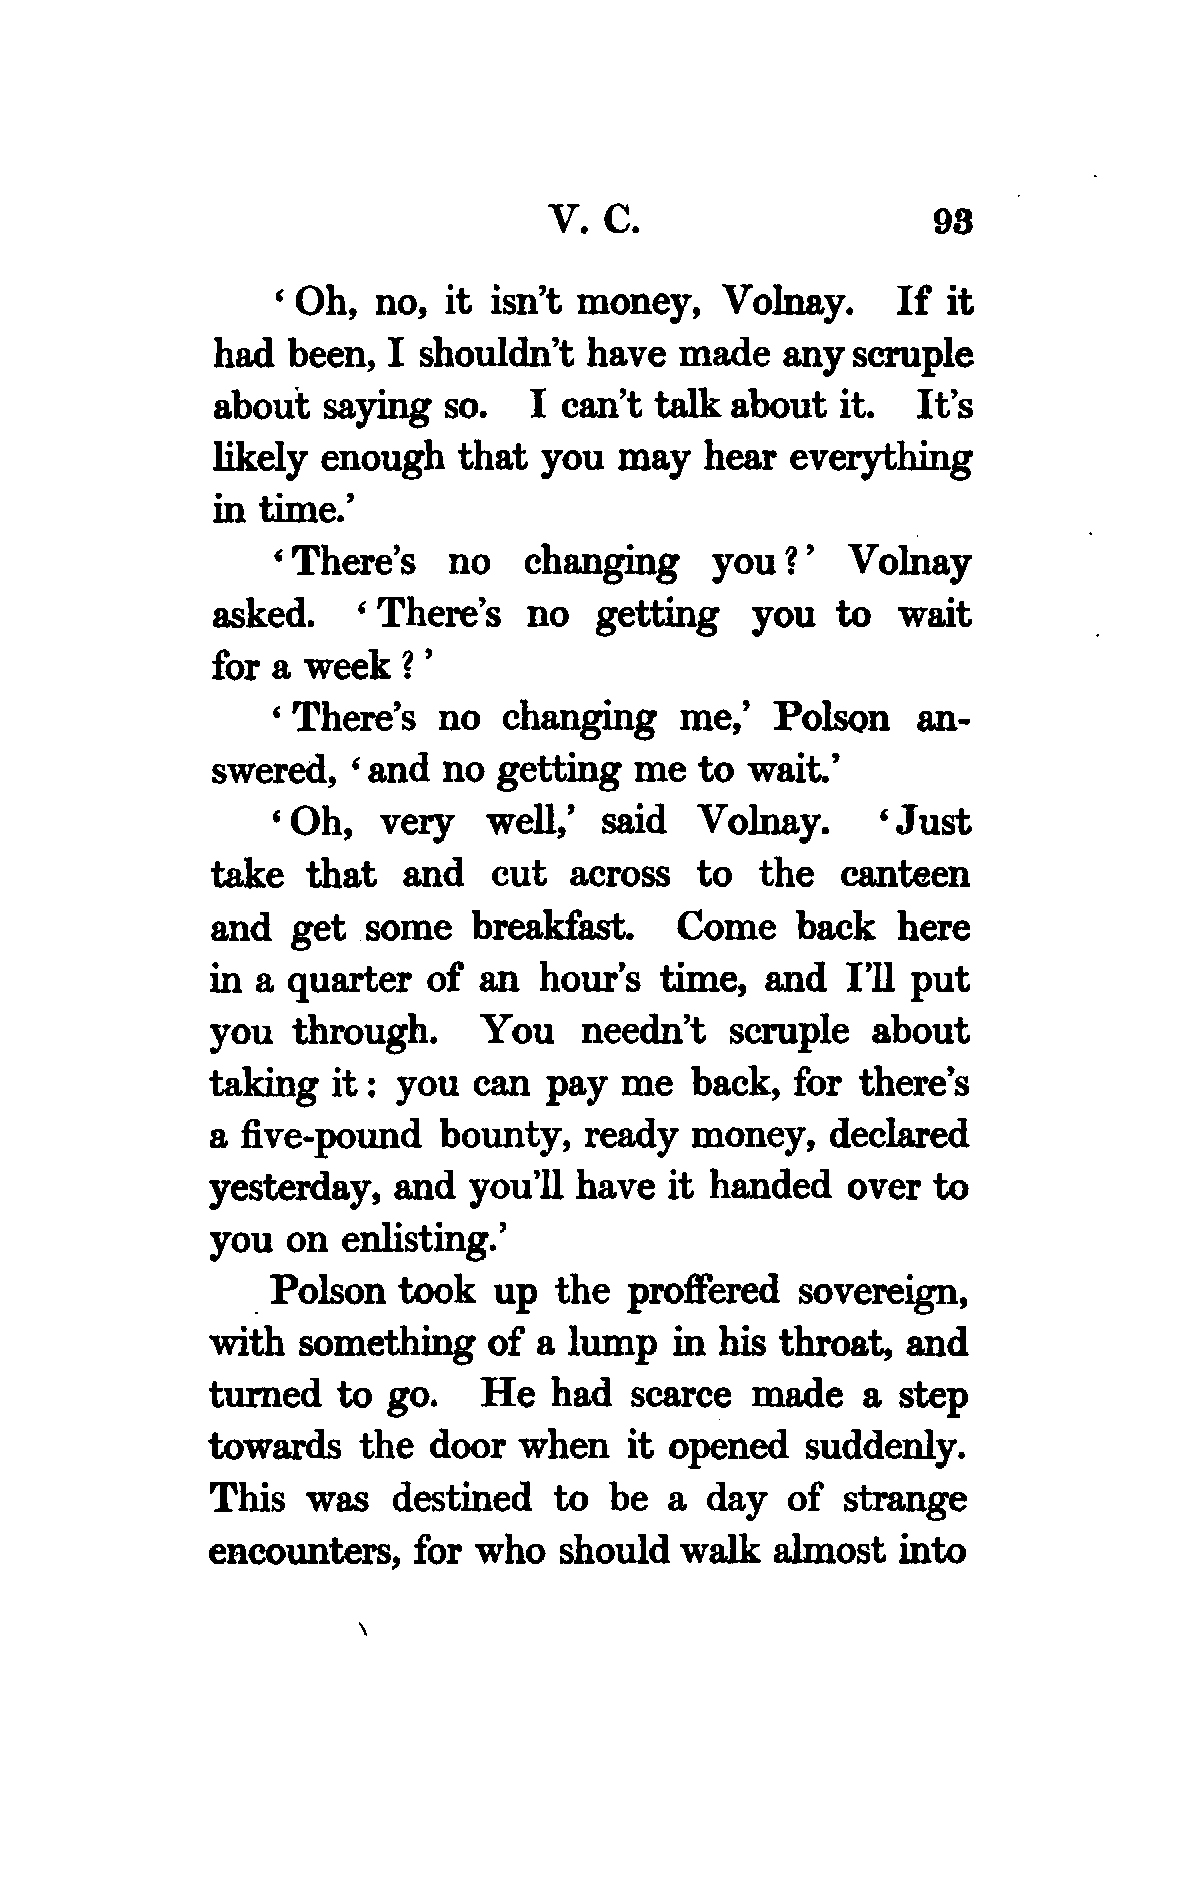 V. C. 93
‘Oh, no, it isn’t money, Volnay. If it
had been, I shouldn’t have made any scruple
about saying so. I can’t talk about it. It’s
likely enough that you may hear everything
in time.’
‘There’s no changing you?’ Volnay
asked. ‘There’s no getting you to wait
for a week?’
‘There’s no changing me,’ Polson an-
swered, ‘and no getting me to wait.’
‘Oh, very well,’ said Volnay. ‘Just
take that and cut across to the canteen
and get some breakfast. Come back here
in a quarter of an hour’s time, and I’ll put
you through. You needn’t scruple about
taking it: you can pay me back, for there’s
a five-pound bounty, ready money, declared
yesterday, and you’ll have it handed over to
you on enlisting.’
Polson took up the proffered sovereign,
with something of a lump in his throat, and
turned to go. He had scarce made a step
towards the door when it opened suddenly.
This was destined to be a day of strange
encounters, for who should walk almost into